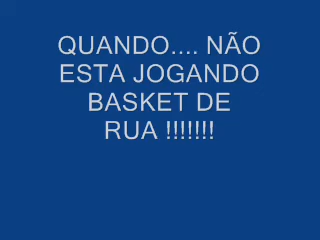 QUANDO.... NÃO
ESTA JOGANDO
BASKET DE
RUA !!!!!!!